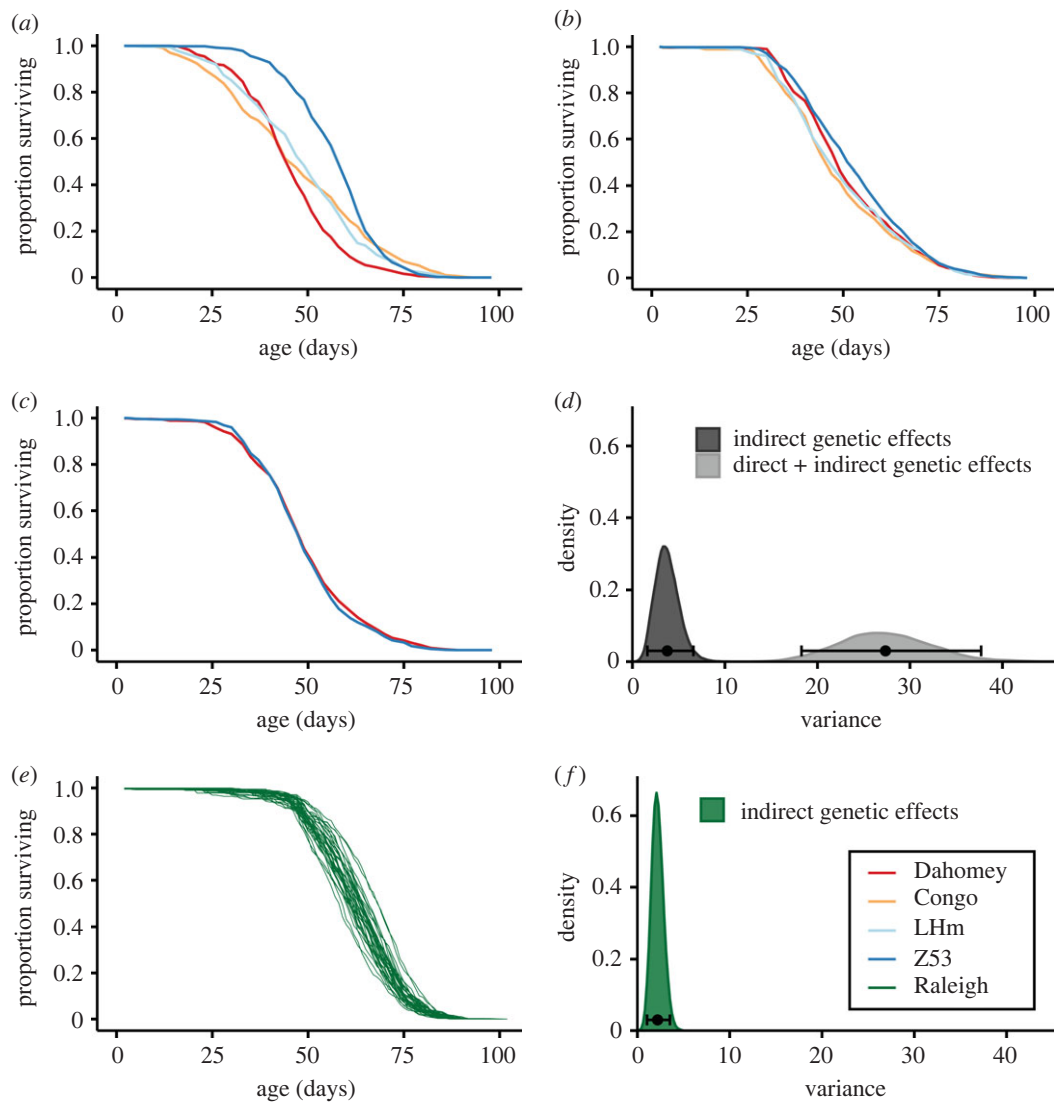 (a)
proportion surviving
1.0
0.8
0.6
0.4
0.2
0
0 25 50 75 100
age (days)
(b)
proportion surviving
1.0
0.8
0.6
0.4
0.2
0
0 25 50 75 100
age (days)
(c)
proportion surviving
1.0
0.8
0.6
0.4
0.2
0
0 25 50 75 100
age (days)
(d)
density
0.6
0.4
0.2
0
indirect genetic effects
direct + indirect genetic effects
0 10 20 30 40
variance
(e)
proportion surviving
1.0
0.8
0.6
0.4
0.2
0
0 25 50 75 100
age (days)
(f)
density
0.6
0.4
0.2
0
indirect genetic effects
Dahomey
Congo
LHm
Z53
Raleigh
0 10 20 30 40
variance